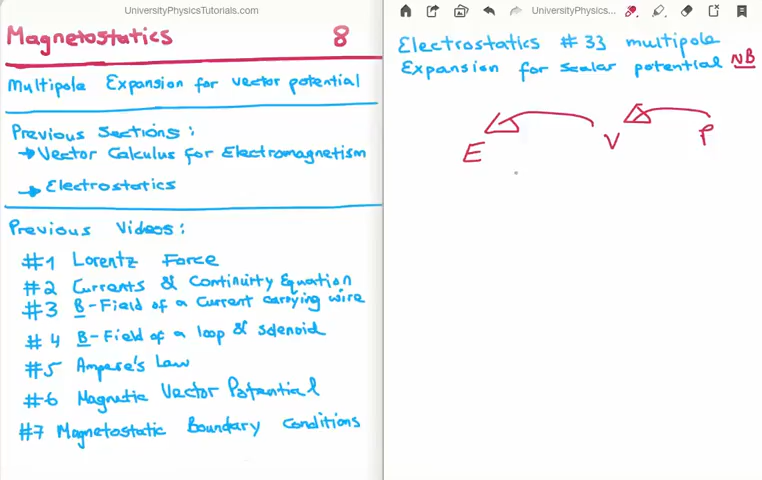 UniversityPhysicsTutorials.com
Magnetostatics 8
Multipole Expansion for vector potential
Previous Sections:
Vector Calculus for Electromagnetism
Electrostatics
Previous Videos:
#1 Lorentz Force
#2 Currents & Continuity Equation
#3 B-Field of a Current carrying wire
#4 B-Field of a loop & solenoid
#5 Ampere's Law
#6 Magnetic Vector Potential
#7 Magnetostatic Boundary Conditions
UniversityPhysics...
Electrostatics #33 multipole
Expansion for scalar potential NB
E V ρ